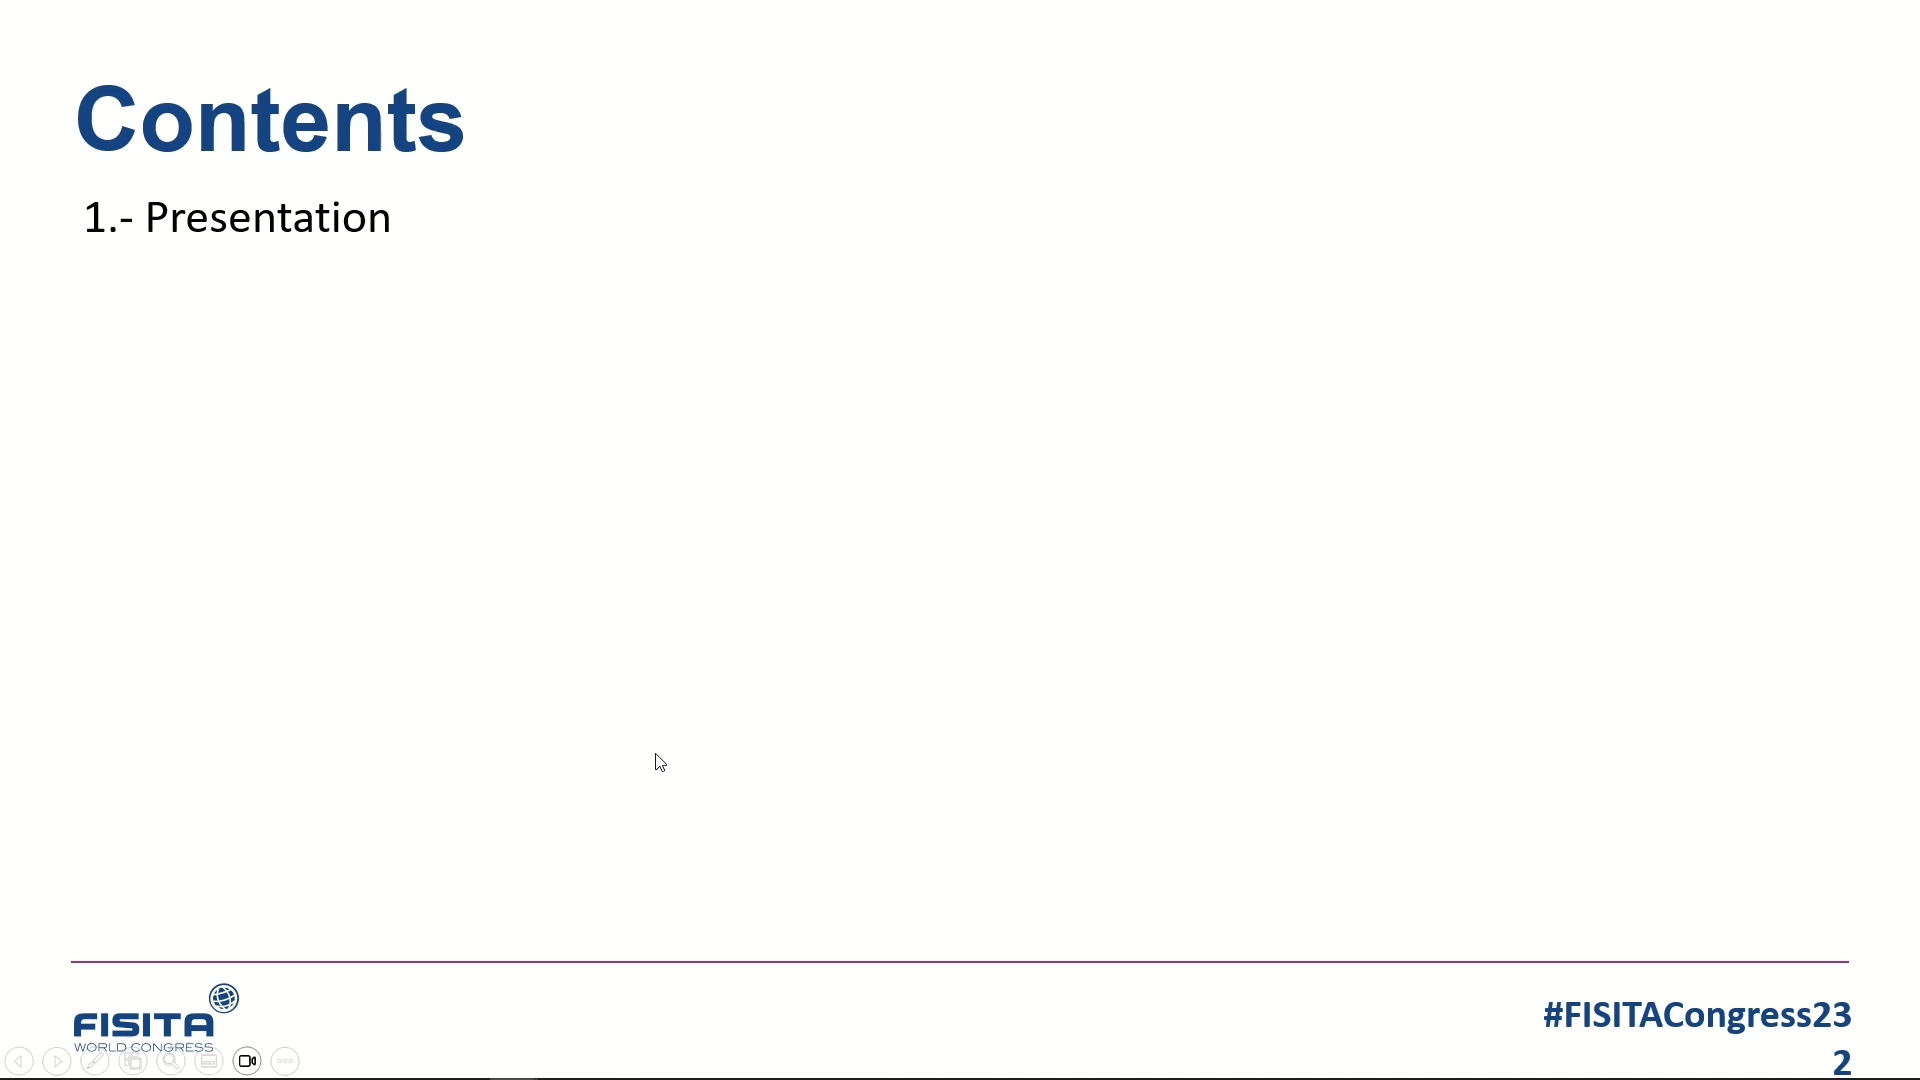 Contents
1.- Presentation
FISITA
WORLD CONGRESS
#FISITACongress23
2